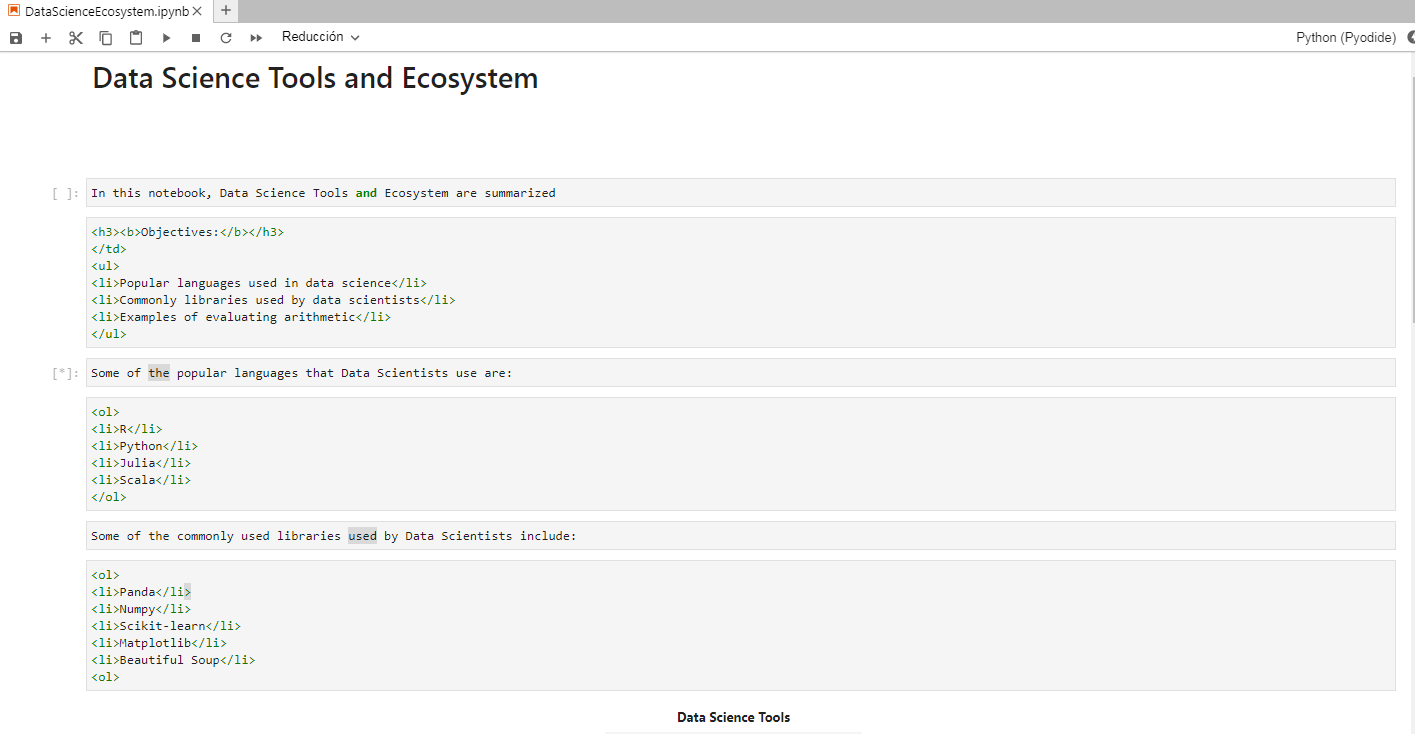 DataScienceEcosystem.ipynb
Reducción
Python (Pyodide)
Data Science Tools and Ecosystem
[ ]: In this notebook, Data Science Tools and Ecosystem are summarized
<h3><b>Objectives:</b></h3>
</td>
<ul>
<li>Popular languages used in data science</li>
<li>Commonly libraries used by data scientists</li>
<li>Examples of evaluating arithmetic</li>
</ul>
[*]: Some of the popular languages that Data Scientists use are:
<ol>
<li>R</li>
<li>Python</li>
<li>Julia</li>
<li>Scala</li>
</ol>
Some of the commonly used libraries used by Data Scientists include:
<ol>
<li>Panda</li>
<li>Numpy</li>
<li>Scikit-learn</li>
<li>Matplotlib</li>
<li>Beautiful Soup</li>
<ol>
Data Science Tools